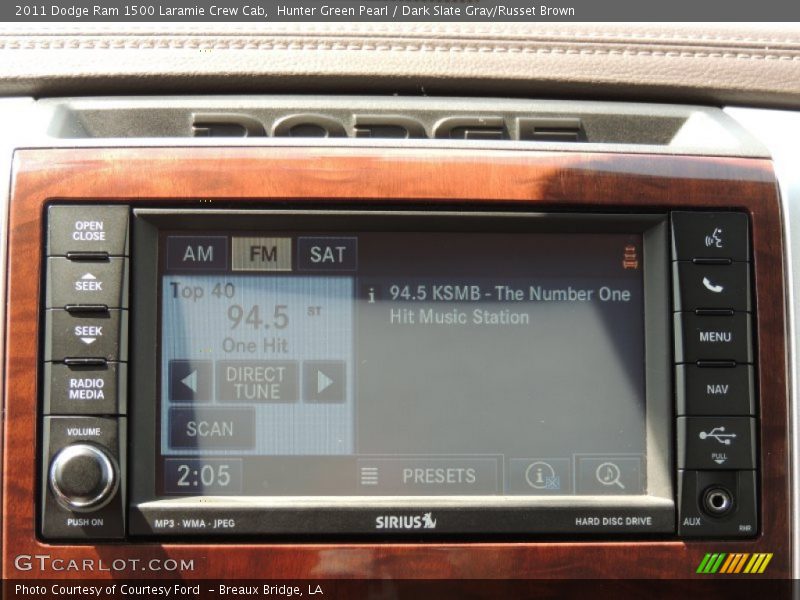 2011 Dodge Ram 1500 Laramie Crew Cab,  Hunter Green Pearl / Dark Slate Gray/Russet Brown
DODGE
OPEN
CLOSE
SEEK
SEEK
RADIO
MEDIA
VOLUME
PUSH ON
AM FM SAT
Top 40
94.5 ST
One Hit
DIRECT
TUNE
SCAN
i 94.5 KSMB - The Number One
Hit Music Station
2:05 PRESETS i
MENU
NAV
PULL
AUX RHR
MP3 · WMA · JPEG SIRIUS HARD DISC DRIVE
GTCARLOT.COM
Photo Courtesy of Courtesy Ford  - Breaux Bridge, LA